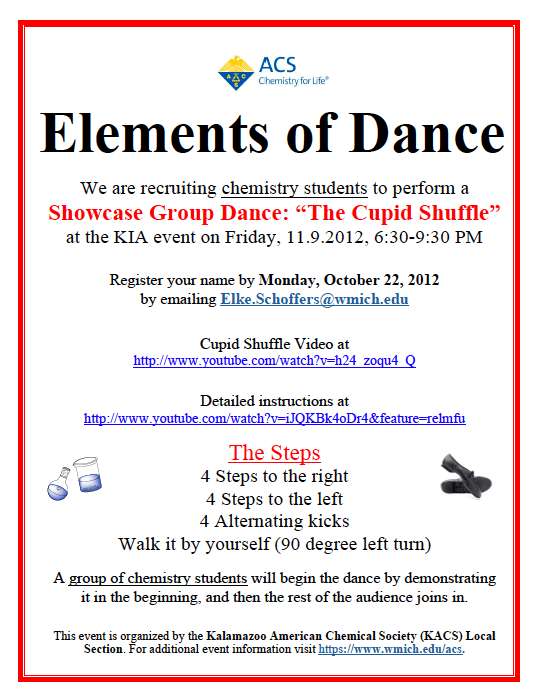 ACS
Chemistry for Life®
Elements of Dance
We are recruiting chemistry students to perform a
Showcase Group Dance: “The Cupid Shuffle”
at the KIA event on Friday, 11.9.2012, 6:30-9:30 PM
Register your name by Monday, October 22, 2012
by emailing Elke.Schoffers@wmich.edu
Cupid Shuffle Video at
http://www.youtube.com/watch?v=h24_zoqu4_Q
Detailed instructions at
http://www.youtube.com/watch?v=iJQKBk4oDr4&feature=relmfu
The Steps
4 Steps to the right
4 Steps to the left
4 Alternating kicks
Walk it by yourself (90 degree left turn)
A group of chemistry students will begin the dance by demonstrating
it in the beginning, and then the rest of the audience joins in.
This event is organized by the Kalamazoo American Chemical Society (KACS) Local
Section. For additional event information visit https://www.wmich.edu/acs.